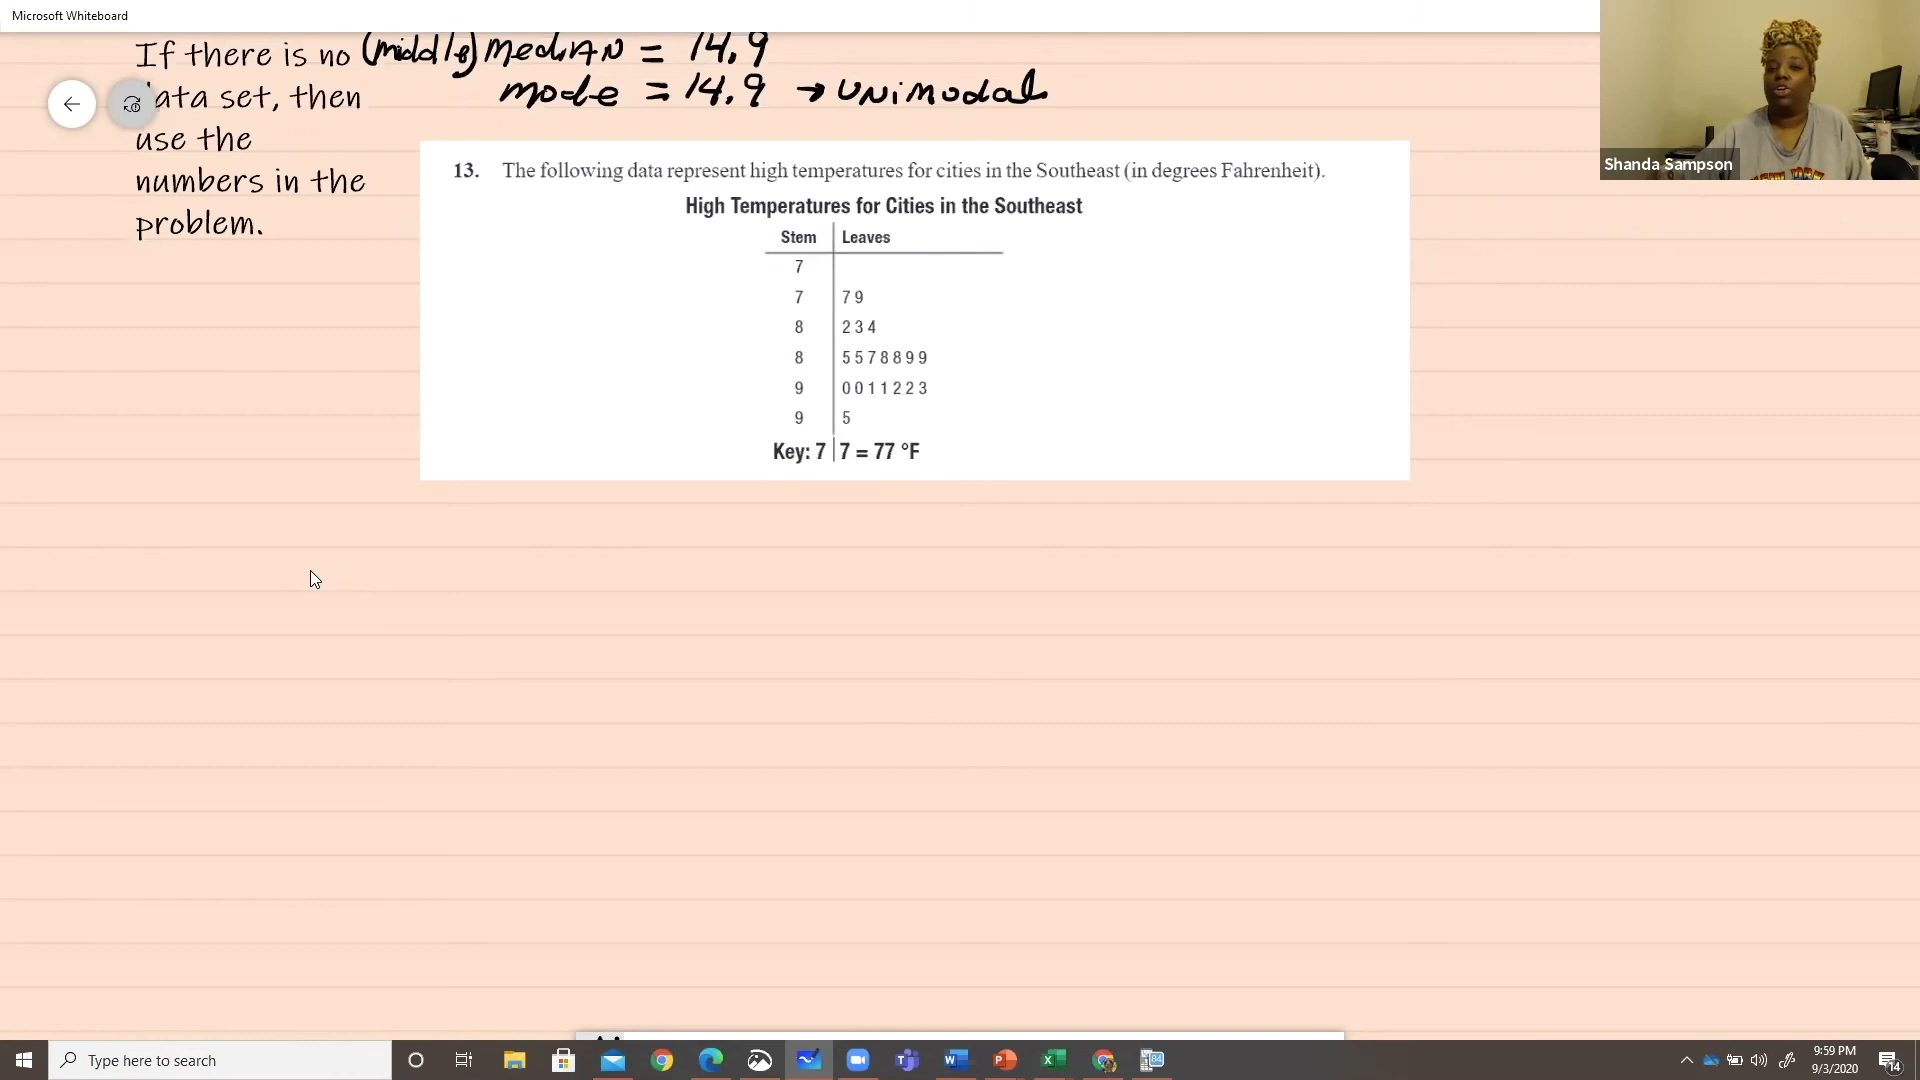 Microsoft Whiteboard
If there is no (middle) median = 14.9
data set, then mode = 14.9 → unimodal
use the
numbers in the
problem.
Shanda Sampson
13. The following data represent high temperatures for cities in the Southeast (in degrees Fahrenheit).
High Temperatures for Cities in the Southeast
Stem Leaves
7
7 7 9
8 2 3 4
8 5 5 7 8 8 9 9
9 0 0 1 1 2 2 3
9 5
Key: 7 | 7 = 77 °F
Type here to search
84
9:59 PM
9/3/2020
14